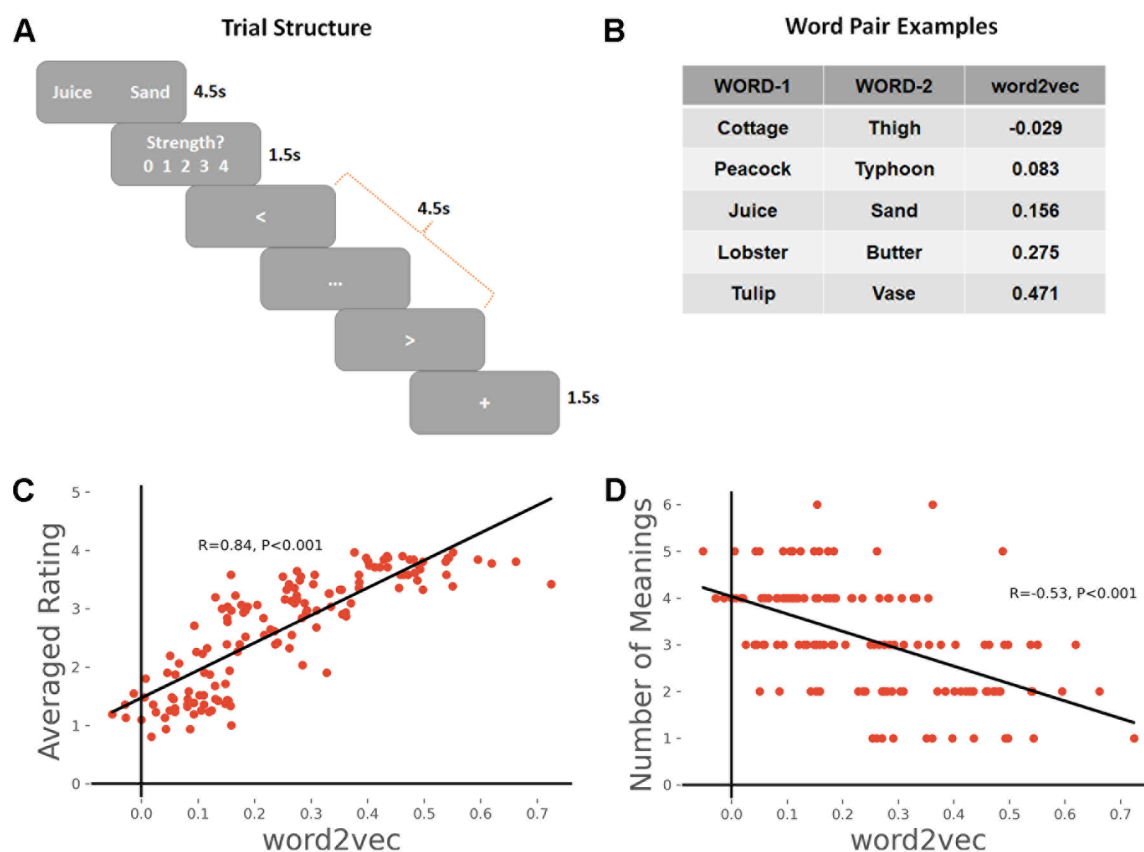 A
Trial Structure
Juice Sand
4.5s
Strength?
0 1 2 3 4
1.5s
<
4.5s
...
>
+
1.5s
B
Word Pair Examples
WORD-1 WORD-2 word2vec
Cottage Thigh -0.029
Peacock Typhoon 0.083
Juice Sand 0.156
Lobster Butter 0.275
Tulip Vase 0.471
C
Averaged Rating
5
4
3
2
1
0
R=0.84, P<0.001
0.0 0.1 0.2 0.3 0.4 0.5 0.6 0.7
word2vec
D
Number of Meanings
6
5
4
3
2
1
0
R=-0.53, P<0.001
0.0 0.1 0.2 0.3 0.4 0.5 0.6 0.7
word2vec